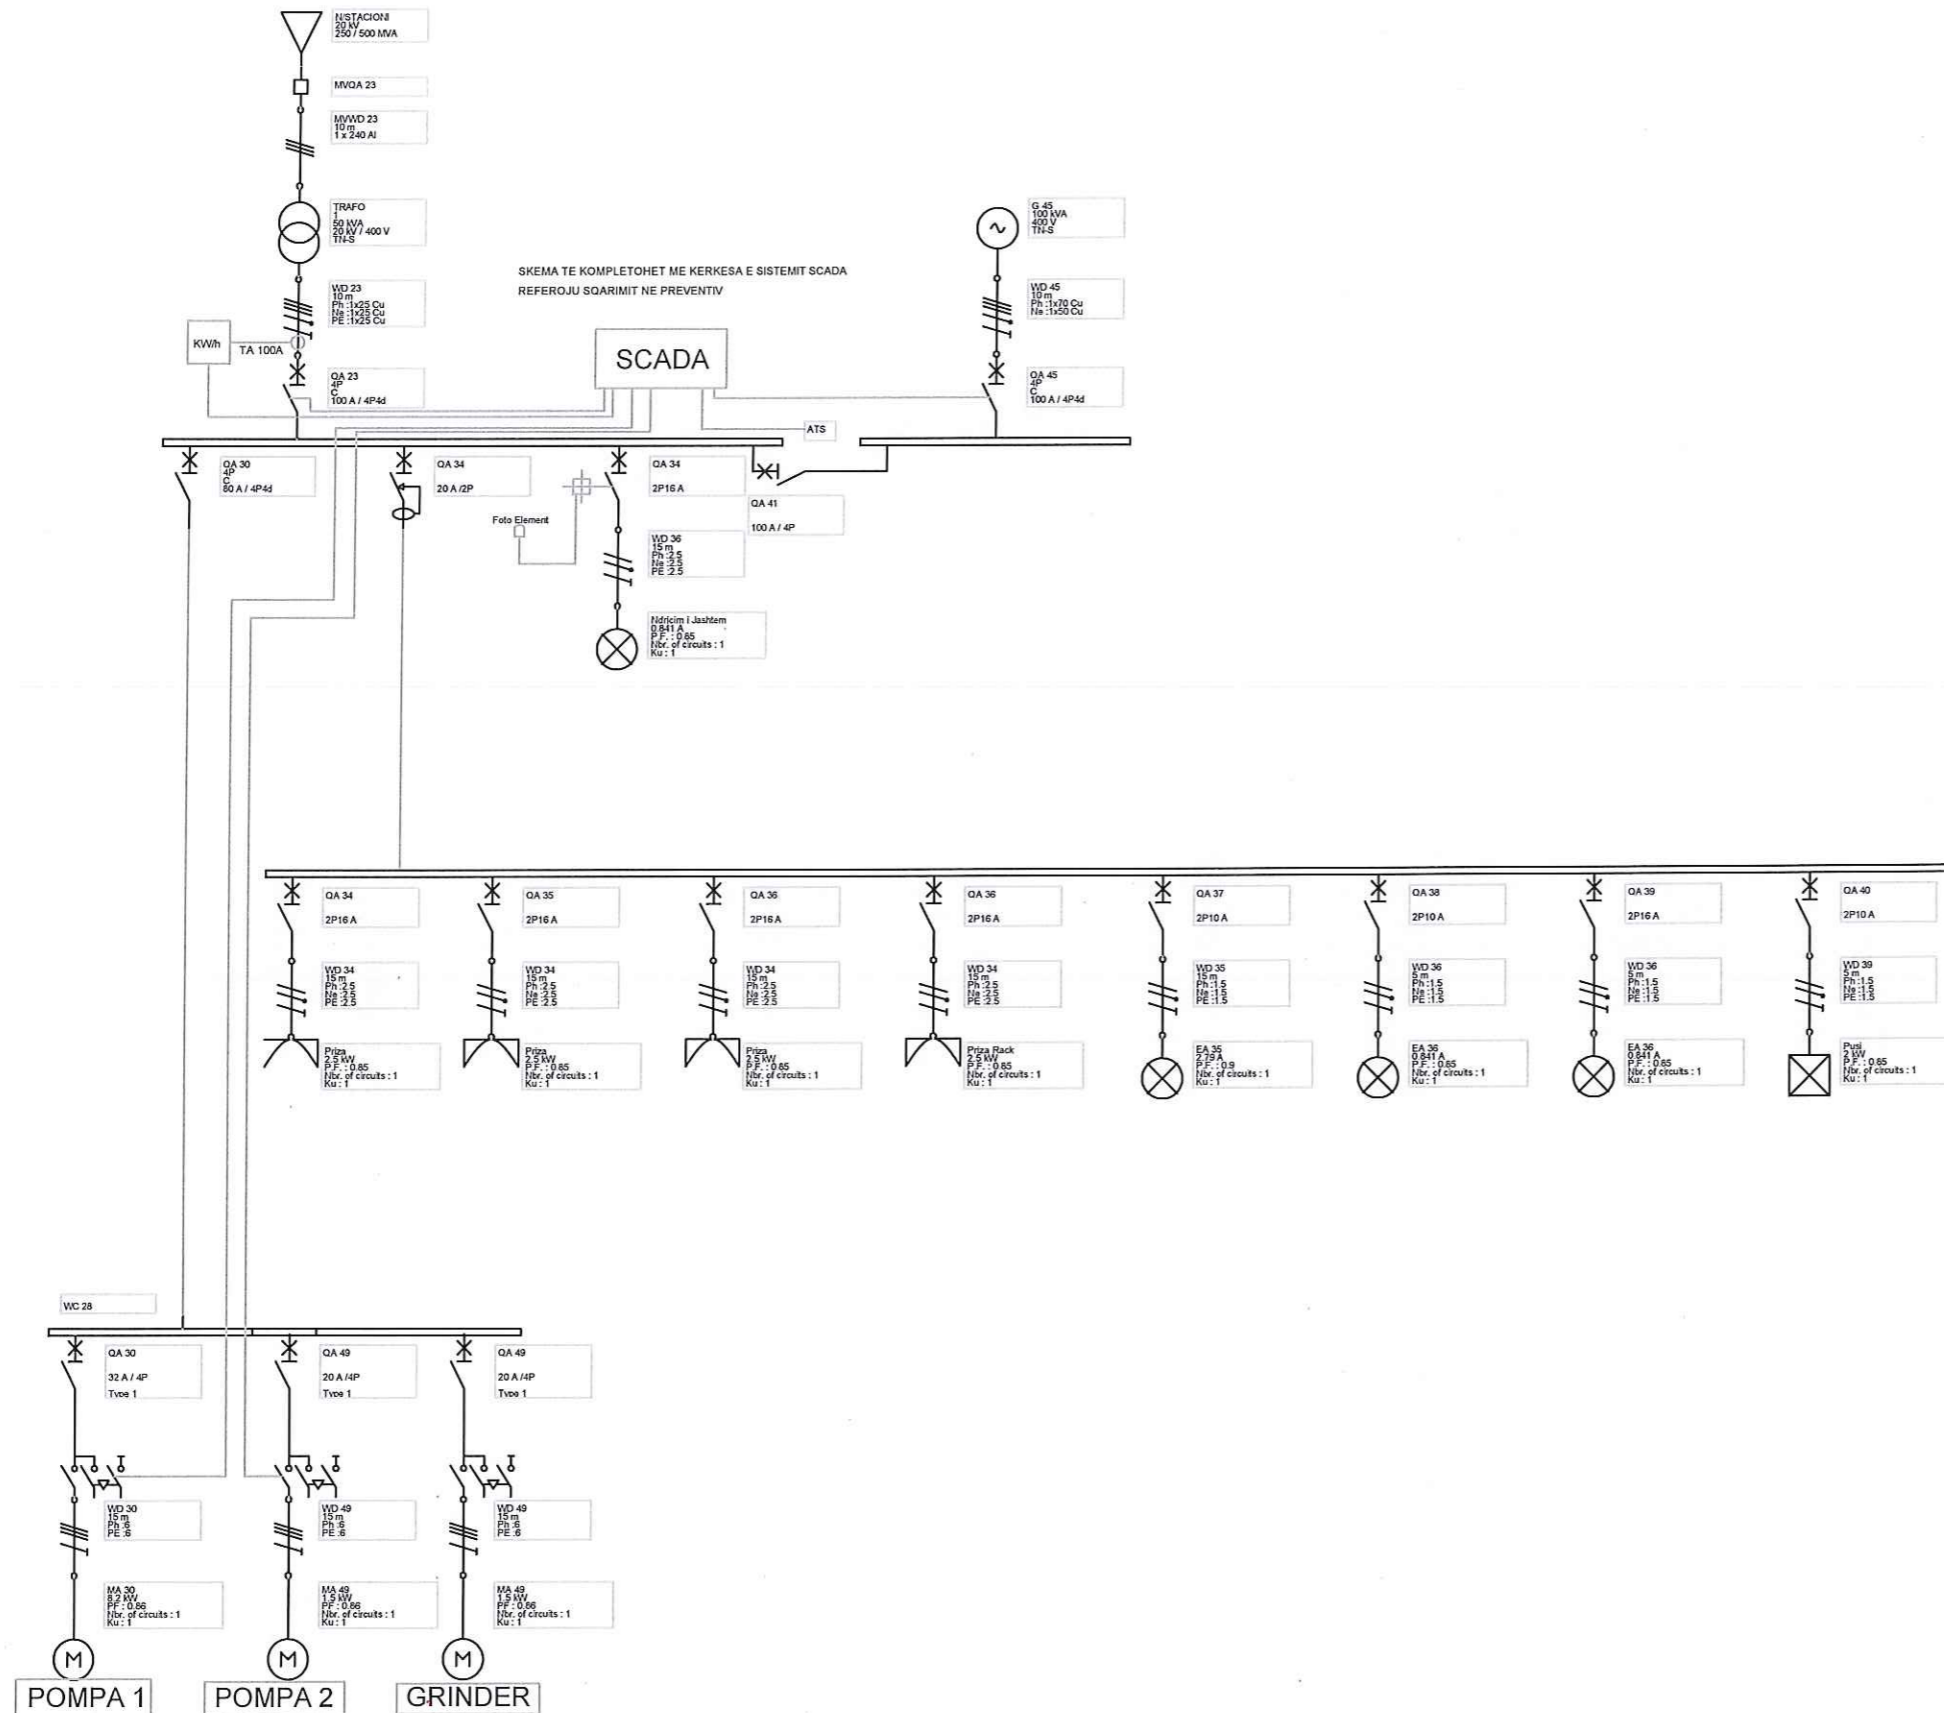 N/STACIONI
20 kV
250 / 500 MVA
MVQA 23
MVWD 23
10 m
1 x 240 Al
TRAFO
1
50 kVA
20 kV / 400 V
TN-S
G 45
100 kVA
400 V
TN-S
SKEMA TE KOMPLETOHET ME KERKESA E SISTEMIT SCADA
REFEROJU SQARIMIT NE PREVENTIV
WD 23
10 m
Ph :1x25 Cu
Ne :1x25 Cu
PE :1x25 Cu
WD 45
10 m
Ph :1x70 Cu
Ne :1x50 Cu
KW/h
TA 100A
SCADA
QA 23
4P
C
100 A / 4P4d
QA 45
4P
C
100 A / 4P4d
ATS
QA 30
4P
C
80 A / 4P4d
QA 34
20 A /2P
QA 34
2P16 A
QA 41
100 A / 4P
Foto Element
WD 36
15 m
Ph :2.5
Ne :2.5
PE :2.5
Ndricim i Jashtem
0.841 A
P.F. : 0.85
Nbr. of circuits : 1
Ku : 1
QA 34
2P16 A
QA 35
2P16 A
QA 36
2P16 A
QA 36
2P16 A
QA 37
2P10 A
QA 38
2P10 A
QA 39
2P16 A
QA 40
2P10 A
WD 34
15 m
Ph :2.5
Ne :2.5
PE :2.5
WD 34
15 m
Ph :2.5
Ne :2.5
PE :2.5
WD 34
15 m
Ph :2.5
Ne :2.5
PE :2.5
WD 34
15 m
Ph :2.5
Ne :2.5
PE :2.5
WD 35
15 m
Ph :1.5
Ne :1.5
PE :1.5
WD 36
5 m
Ph :1.5
Ne :1.5
PE :1.5
WD 36
5 m
Ph :1.5
Ne :1.5
PE :1.5
WD 39
5 m
Ph :1.5
Ne :1.5
PE :1.5
Priza
2.5 kW
P.F. : 0.85
Nbr. of circuits : 1
Ku : 1
Priza
2.5 kW
P.F. : 0.85
Nbr. of circuits : 1
Ku : 1
Priza
2.5 kW
P.F. : 0.85
Nbr. of circuits : 1
Ku : 1
Priza Rack
2.5 kW
P.F. : 0.85
Nbr. of circuits : 1
Ku : 1
EA 35
2.79 A
P.F. : 0.9
Nbr. of circuits : 1
Ku : 1
EA 36
0.841 A
P.F. : 0.85
Nbr. of circuits : 1
Ku : 1
EA 36
0.841 A
P.F. : 0.85
Nbr. of circuits : 1
Ku : 1
Pusi
2 kW
P.F. : 0.85
Nbr. of circuits : 1
Ku : 1
WC 28
QA 30
32 A / 4P
Type 1
QA 49
20 A /4P
Type 1
QA 49
20 A /4P
Type 1
WD 30
15 m
Ph :6
PE :6
WD 49
15 m
Ph :6
PE :6
WD 49
15 m
Ph :6
PE :6
MA 30
8.2 kW
PF : 0.86
Nbr. of circuits : 1
Ku : 1
MA 49
1.5 kW
PF : 0.86
Nbr. of circuits : 1
Ku : 1
MA 49
1.5 kW
PF : 0.86
Nbr. of circuits : 1
Ku : 1
M
M
M
POMPA 1
POMPA 2
GRINDER